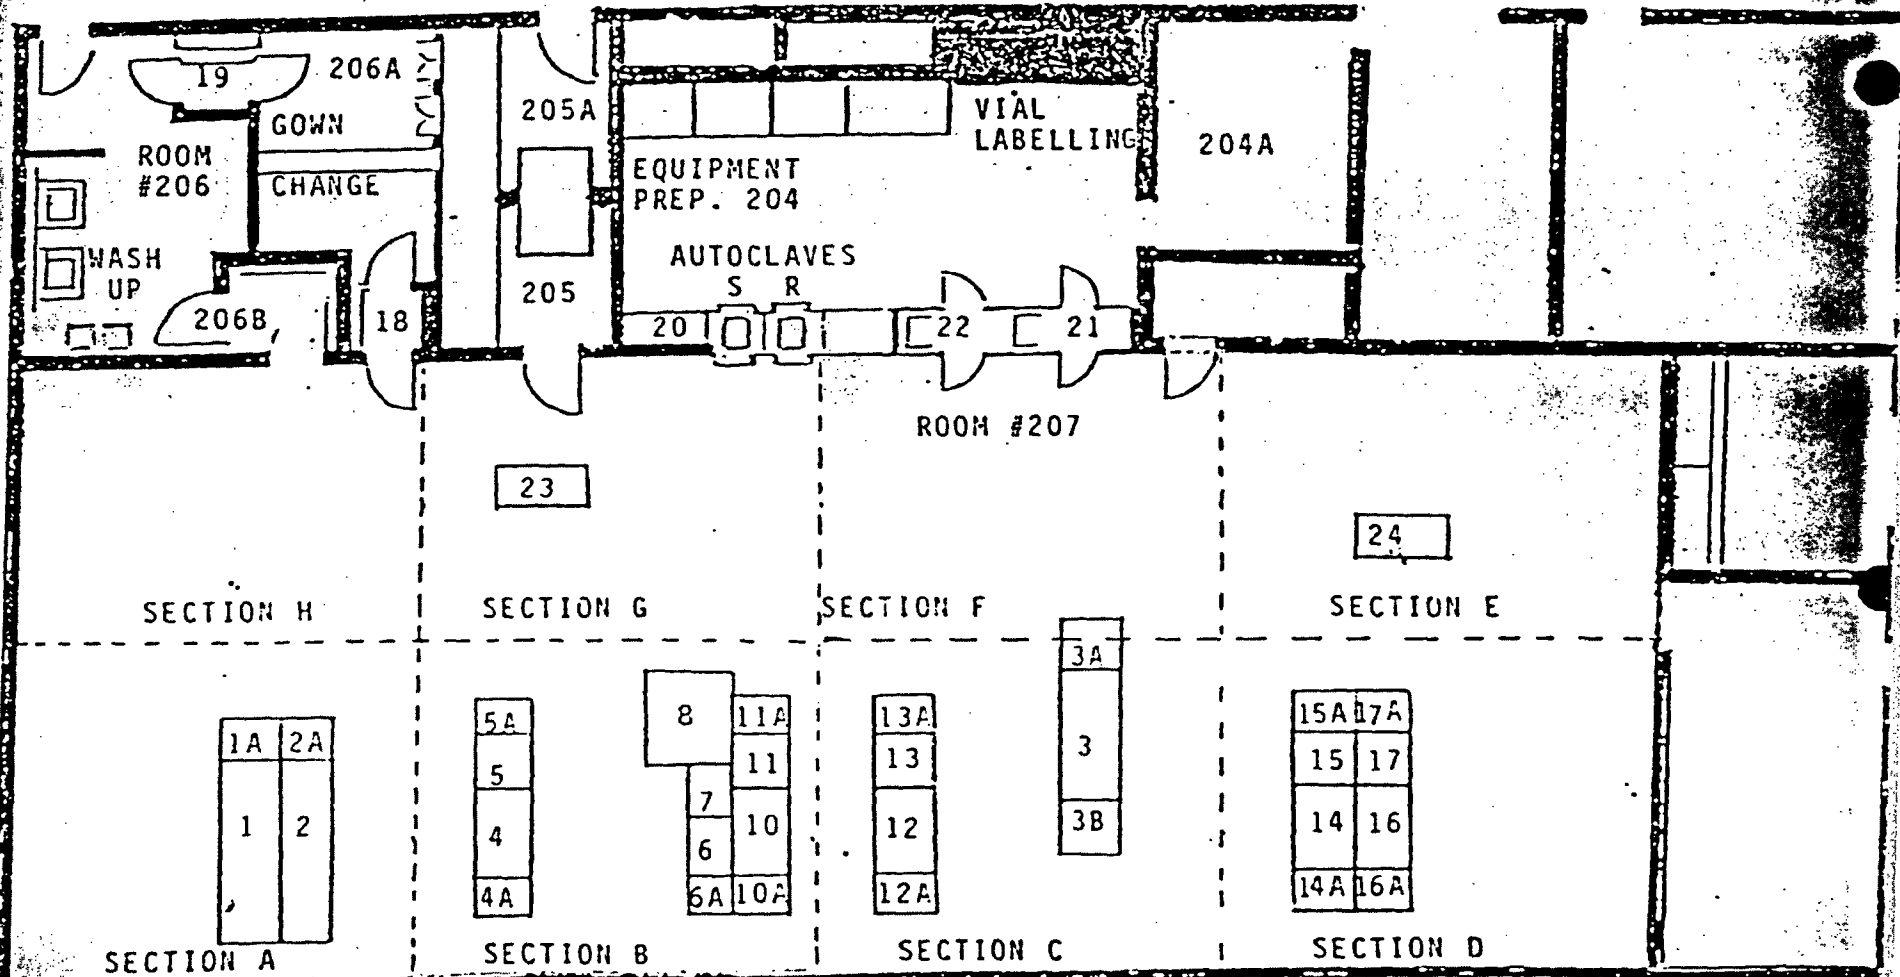 19
206A
205A
VIAL
LABELLING
GOWN
204A
ROOM
#206
CHANGE
EQUIPMENT
PREP. 204
WASH
UP
AUTOCLAVES
S R
205
206B
18
20
22
21
ROOM #207
23
24
SECTION H
SECTION G
SECTION F
SECTION E
1A 2A
1 2
5A
5
4
4A
8
11A
11
7
10
6
6A 10A
13A
13
12
12A
3A
3
3B
15A 17A
15 17
14 16
14A 16A
SECTION A
SECTION B
SECTION C
SECTION D